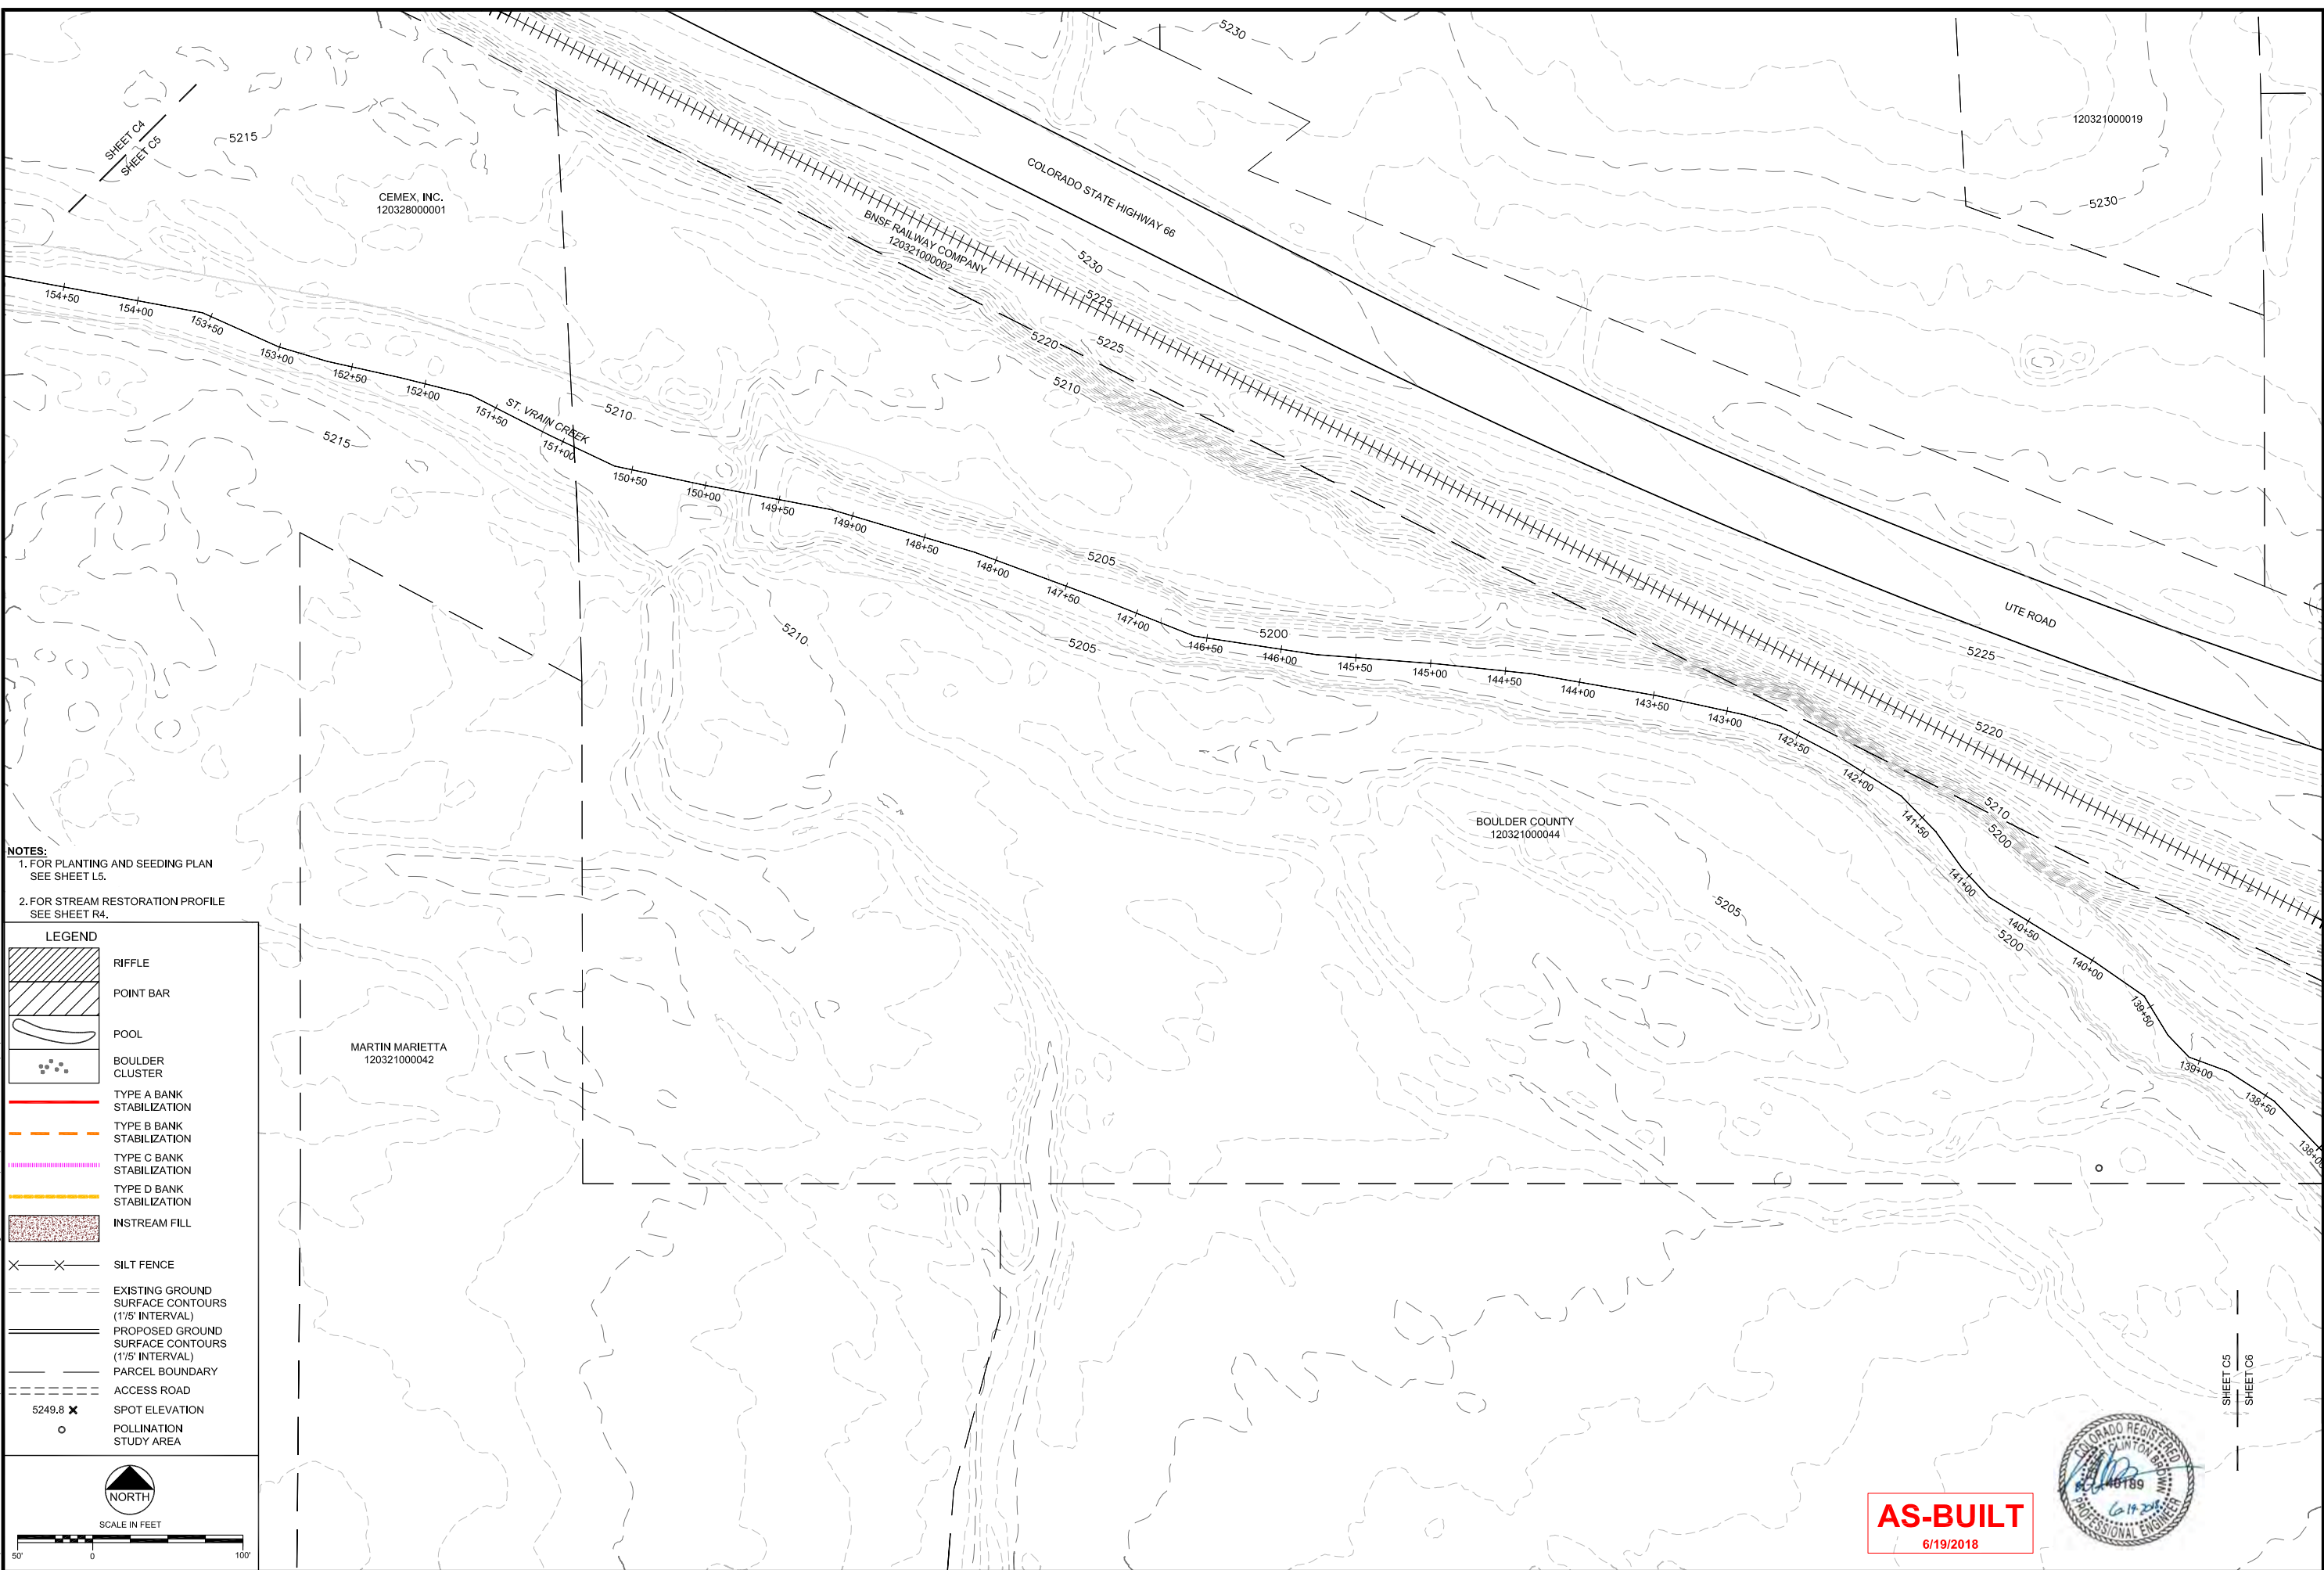 5230
120321000019
SHEET C4
SHEET C5
5215
CEMEX, INC.
120328000001
COLORADO STATE HIGHWAY 66
5230
BNSF RAILWAY COMPANY
120321000002
5230
5225
5220
5225
5210
154+50
154+00
153+50
153+00
152+50
152+00
151+50
ST. VRAIN CREEK
151+00
5210
5215
150+50
150+00
149+50
149+00
148+50
148+00
147+50
147+00
146+50
146+00
145+50
145+00
144+50
144+00
143+50
143+00
142+50
142+00
141+50
141+00
140+50
140+00
139+50
139+00
138+50
138+00
5205
5200
5205
5210
UTE ROAD
5225
5220
5210
5200
5200
5205
BOULDER COUNTY
120321000044
MARTIN MARIETTA
120321000042
NOTES:
1. FOR PLANTING AND SEEDING PLAN
SEE SHEET L5.
2. FOR STREAM RESTORATION PROFILE
SEE SHEET R4.
LEGEND
RIFFLE
POINT BAR
POOL
BOULDER
CLUSTER
TYPE A BANK
STABILIZATION
TYPE B BANK
STABILIZATION
TYPE C BANK
STABILIZATION
TYPE D BANK
STABILIZATION
INSTREAM FILL
SILT FENCE
EXISTING GROUND
SURFACE CONTOURS
(1'/5' INTERVAL)
PROPOSED GROUND
SURFACE CONTOURS
(1'/5' INTERVAL)
PARCEL BOUNDARY
ACCESS ROAD
5249.8 SPOT ELEVATION
POLLINATION
STUDY AREA
NORTH
SCALE IN FEET
50' 0 100'
SHEET C5
SHEET C6
AS-BUILT
6/19/2018
COLORADO REGISTERED
CLINTON BROWN
40189
PROFESSIONAL ENGINEER